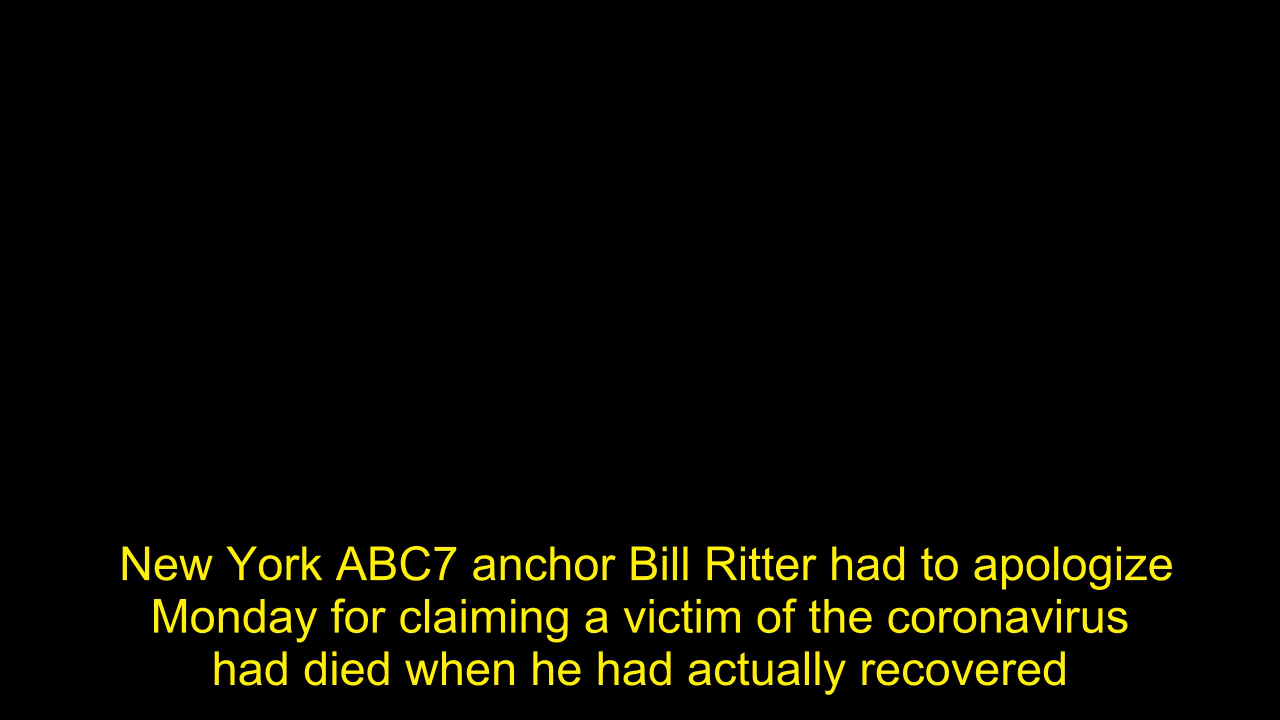 New York ABC7 anchor Bill Ritter had to apologize
Monday for claiming a victim of the coronavirus
had died when he had actually recovered